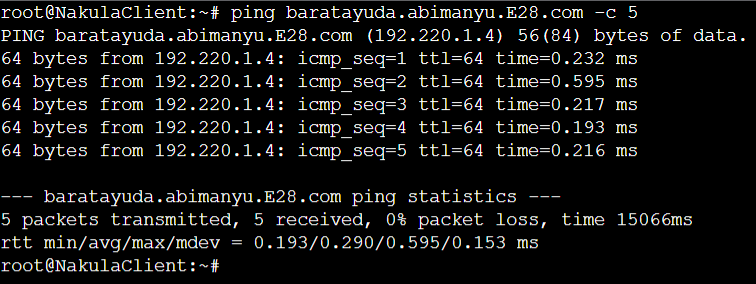 root@NakulaClient:~# ping baratayuda.abimanyu.E28.com -c 5
PING baratayuda.abimanyu.E28.com (192.220.1.4) 56(84) bytes of data.
64 bytes from 192.220.1.4: icmp_seq=1 ttl=64 time=0.232 ms
64 bytes from 192.220.1.4: icmp_seq=2 ttl=64 time=0.595 ms
64 bytes from 192.220.1.4: icmp_seq=3 ttl=64 time=0.217 ms
64 bytes from 192.220.1.4: icmp_seq=4 ttl=64 time=0.193 ms
64 bytes from 192.220.1.4: icmp_seq=5 ttl=64 time=0.216 ms

--- baratayuda.abimanyu.E28.com ping statistics ---
5 packets transmitted, 5 received, 0% packet loss, time 15066ms
rtt min/avg/max/mdev = 0.193/0.290/0.595/0.153 ms
root@NakulaClient:~#